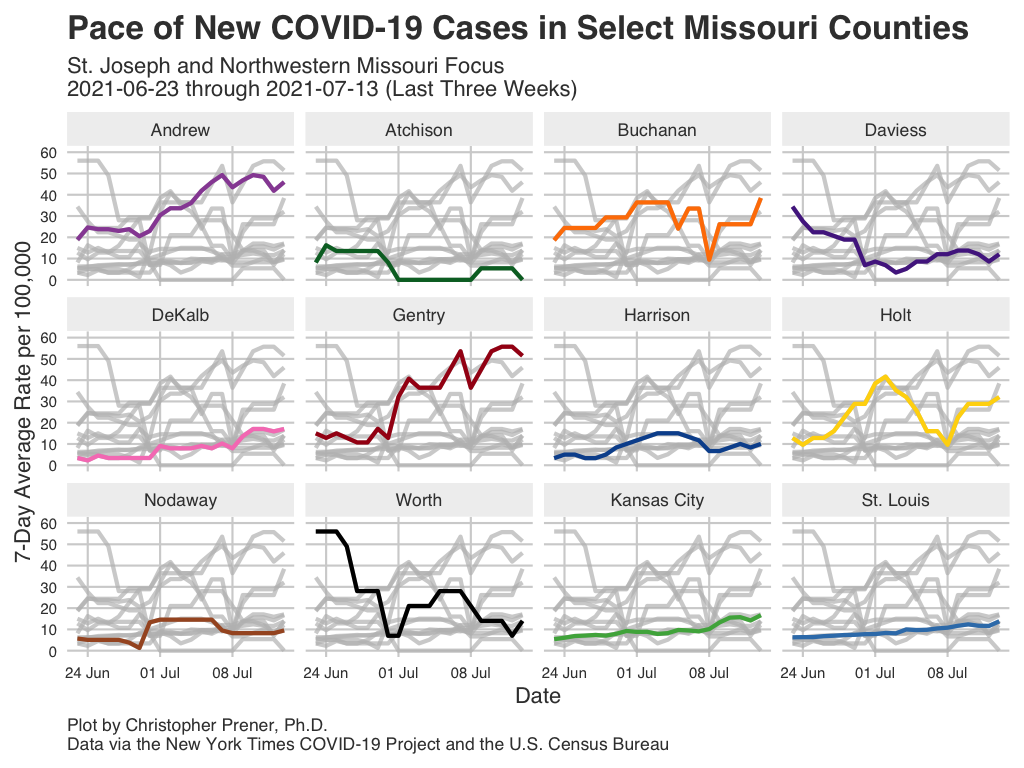 Pace of New COVID-19 Cases in Select Missouri Counties
St. Joseph and Northwestern Missouri Focus
2021-06-23 through 2021-07-13 (Last Three Weeks)
7-Day Average Rate per 100,000
Andrew
Atchison
Buchanan
Daviess
60
50
40
30
20
10
0
DeKalb
Gentry
Harrison
Holt
60
50
40
30
20
10
0
Nodaway
Worth
Kansas City
St. Louis
60
50
40
30
20
10
0
24 Jun 01 Jul 08 Jul
24 Jun 01 Jul 08 Jul
24 Jun 01 Jul 08 Jul
24 Jun 01 Jul 08 Jul
Date
Plot by Christopher Prener, Ph.D.
Data via the New York Times COVID-19 Project and the U.S. Census Bureau